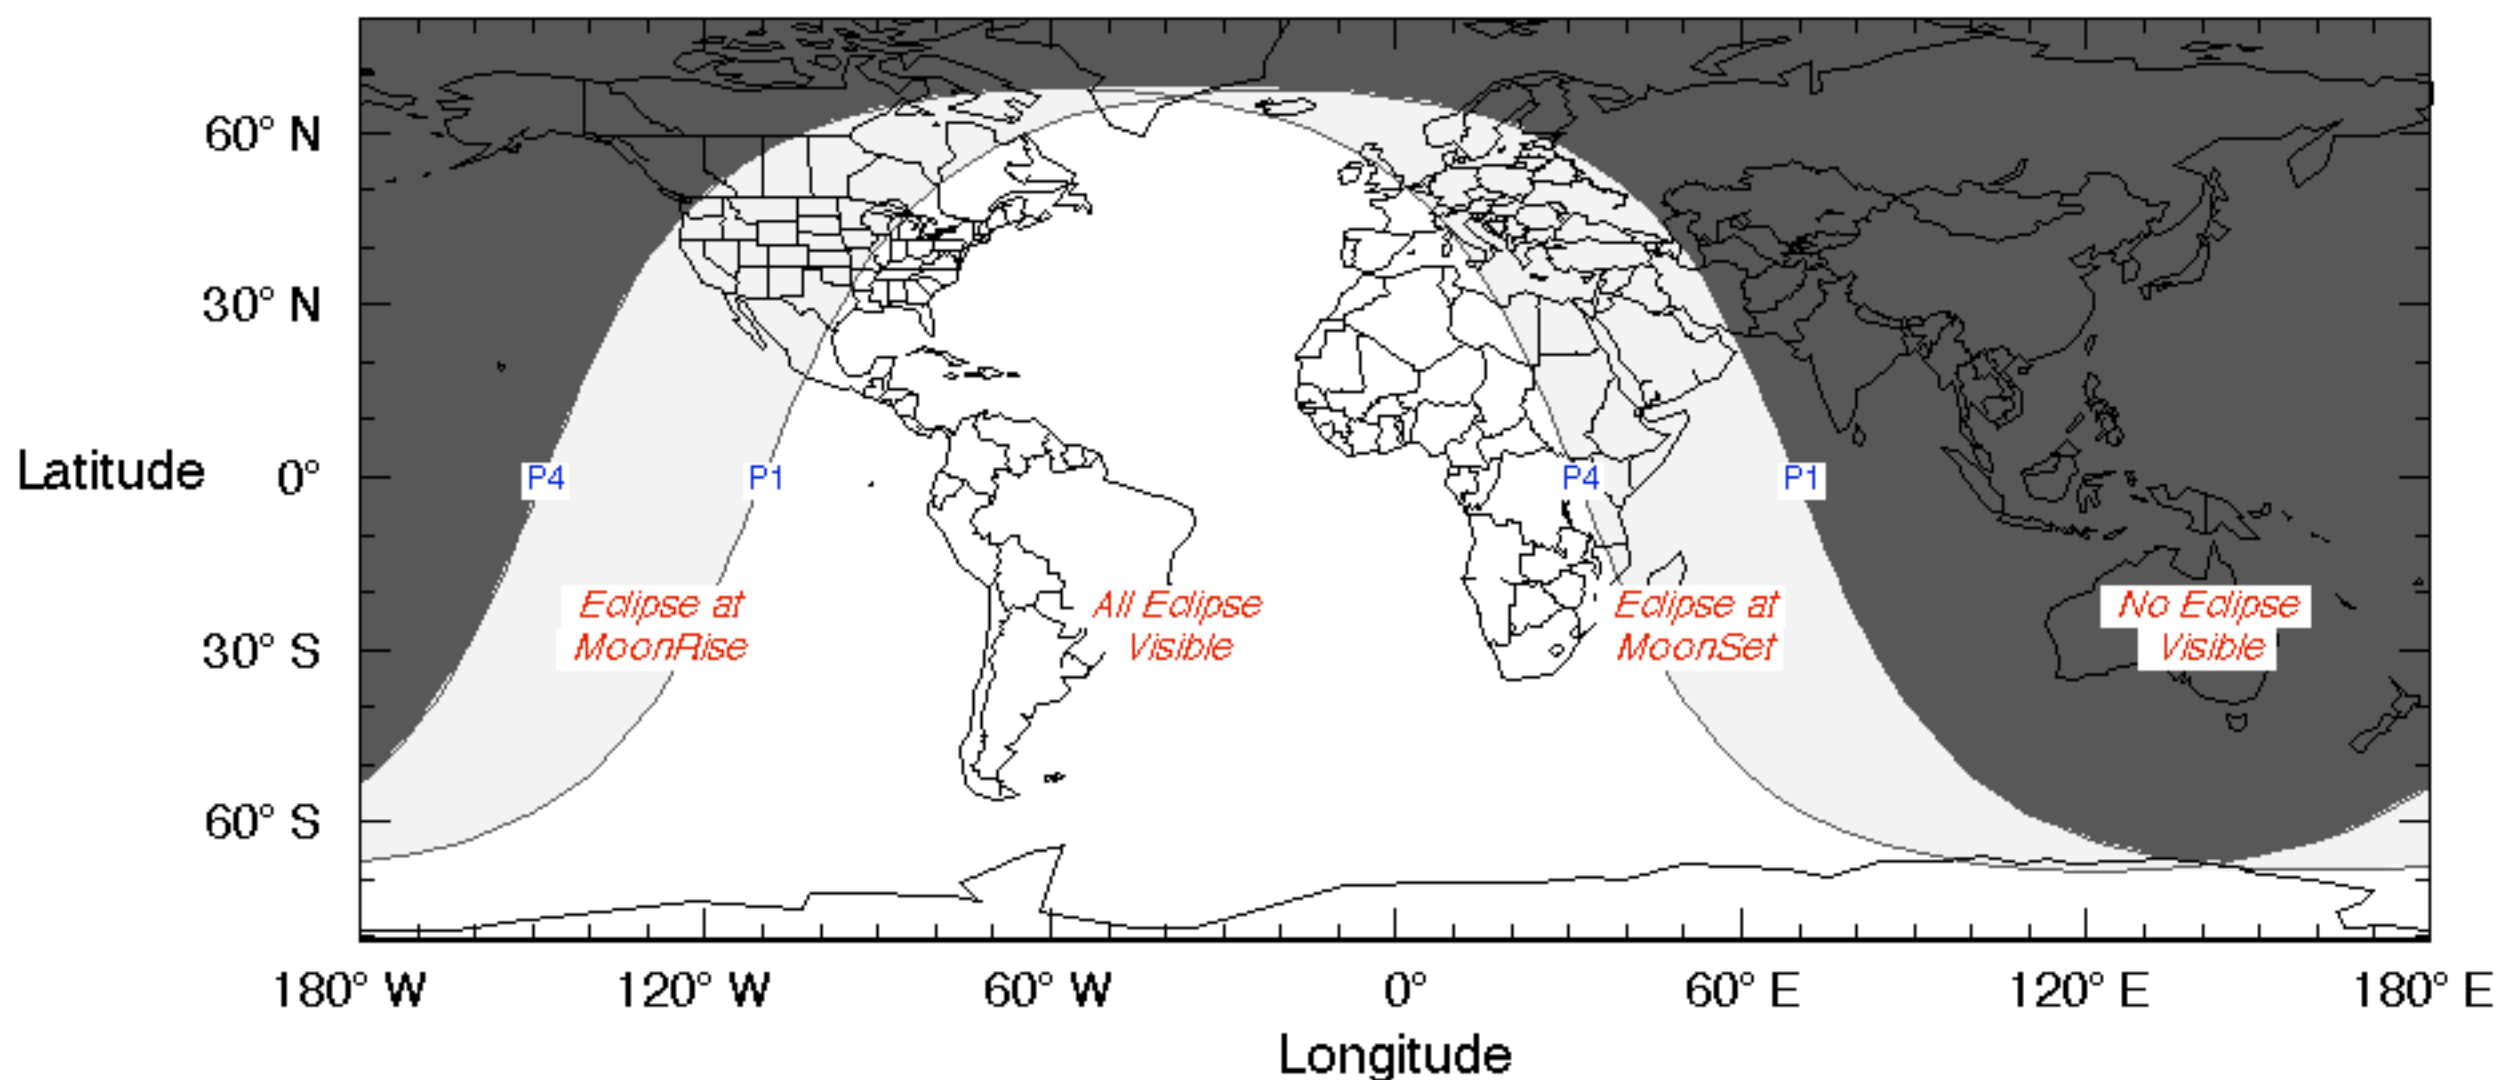 60° N
30° N
Latitude 0°
P4 P1 P4 P1
Eclipse at
MoonRise
All Eclipse
Visible
Eclipse at
MoonSet
No Eclipse
Visible
30° S
60° S
180° W 120° W 60° W 0° 60° E 120° E 180° E
Longitude